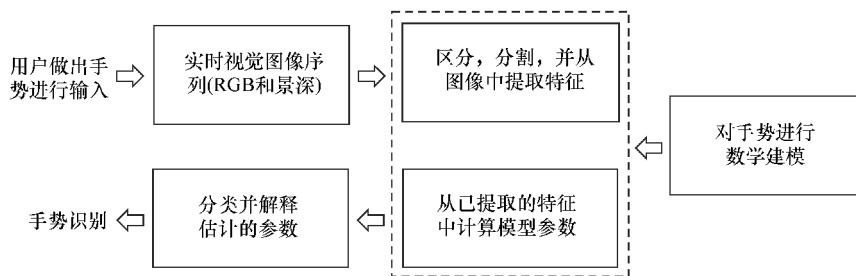 用户做出手
势进行输入
实时视觉图像序
列(RGB和景深)
区分，分割，并从
图像中提取特征
对手势进行
数学建模
从已提取的特征
中计算模型参数
分类并解释
估计的参数
手势识别